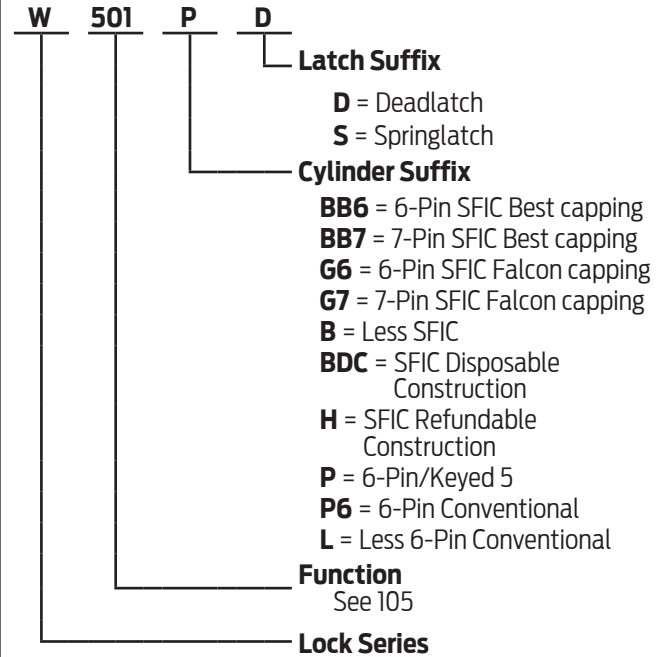 W 501 P D
Latch Suffix
D = Deadlatch
S = Springlatch
Cylinder Suffix
BB6 = 6-Pin SFIC Best capping
BB7 = 7-Pin SFIC Best capping
G6 = 6-Pin SFIC Falcon capping
G7 = 7-Pin SFIC Falcon capping
B = Less SFIC
BDC = SFIC Disposable
Construction
H = SFIC Refundable
Construction
P = 6-Pin/Keyed 5
P6 = 6-Pin Conventional
L = Less 6-Pin Conventional
Function
See 105
Lock Series